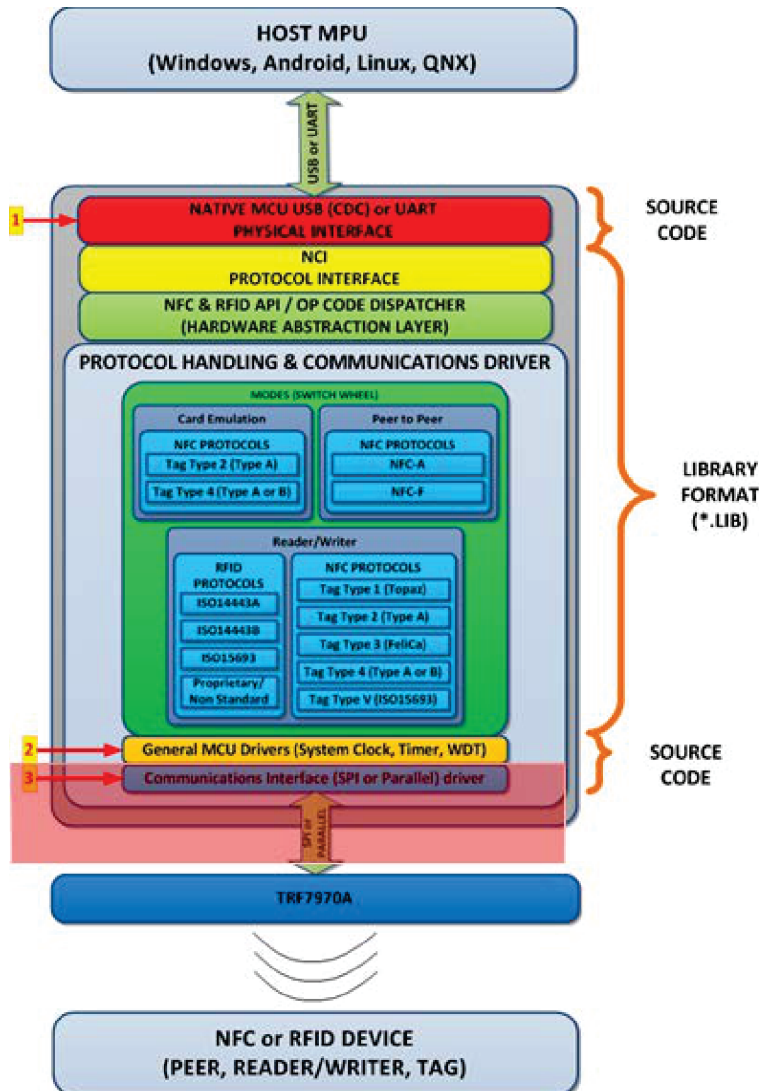 HOST MPU
(Windows, Android, Linux, QNX)
USB or UART
1
NATIVE MCU USB (CDC) or UART
PHYSICAL INTERFACE
SOURCE
CODE
NCI
PROTOCOL INTERFACE
NFC & RFID API / OP CODE DISPATCHER
(HARDWARE ABSTRACTION LAYER)
PROTOCOL HANDLING & COMMUNICATIONS DRIVER
MODES (SWITCH WHEEL)
Card Emulation
NFC PROTOCOLS
Tag Type 2 (Type A)
Tag Type 4 (Type A or B)
Peer to Peer
NFC PROTOCOLS
NFC-A
NFC-F
LIBRARY
FORMAT
(*.LIB)
Reader/Writer
RFID
PROTOCOLS
ISO14443A
ISO14443B
ISO15693
Proprietary/
Non Standard
NFC PROTOCOLS
Tag Type 1 (Topaz)
Tag Type 2 (Type A)
Tag Type 3 (FeliCa)
Tag Type 4 (Type A or B)
Tag Type V (ISO15693)
2
General MCU Drivers (System Clock, Timer, WDT)
SOURCE
CODE
3
Communications Interface (SPI or Parallel) driver
SPI or
PARALLEL
TRF7970A
NFC or RFID DEVICE
(PEER, READER/WRITER, TAG)